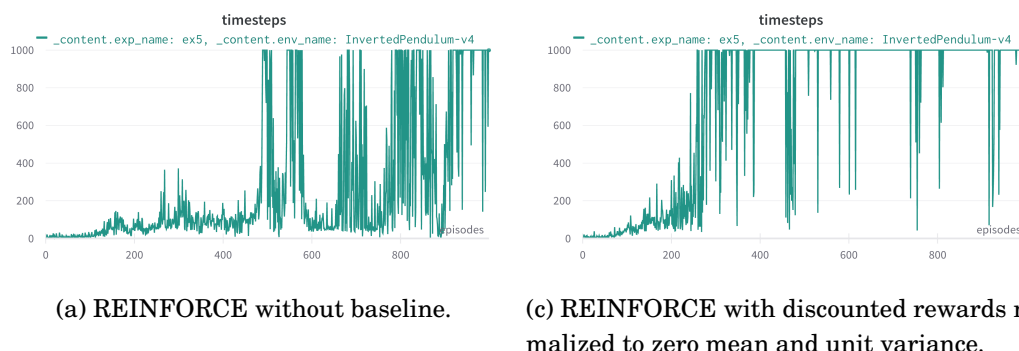 timesteps
_content.exp_name: ex5, _content.env_name: InvertedPendulum-v4
1000
800
600
400
200
0
episodes
0
200
400
600
800
(a) REINFORCE without baseline.
timesteps
_content.exp_name: ex5, _content.env_name: InvertedPendulum-v4
1000
800
600
400
200
0
episodes
0
200
400
600
800
(c) REINFORCE with discounted rewards
malized to zero mean and unit variance.